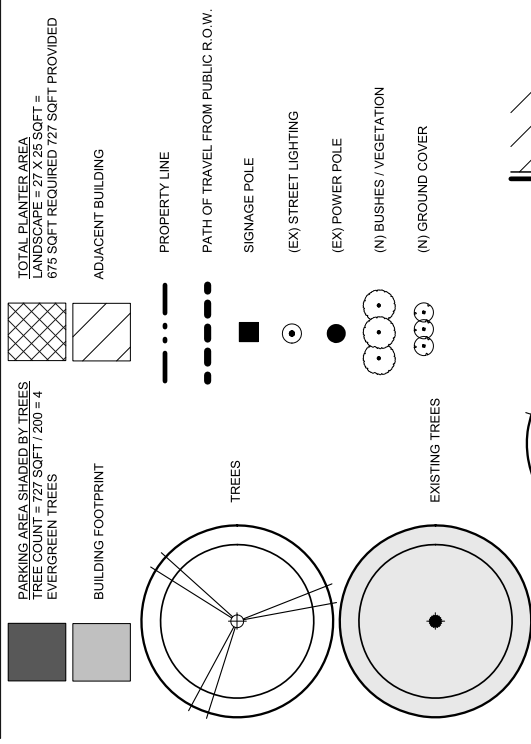 PARKING AREA SHADED BY TREES
TREE COUNT = 727 SQFT / 200 = 4
EVERGREEN TREES
BUILDING FOOTPRINT
TREES
EXISTING TREES
TOTAL PLANTER AREA
LANDSCAPE = 27 X 25 SQFT =
675 SQFT REQUIRED 727 SQFT PROVIDED
ADJACENT BUILDING
PROPERTY LINE
PATH OF TRAVEL FROM PUBLIC R.O.W.
SIGNAGE POLE
(EX) STREET LIGHTING
(EX) POWER POLE
(N) BUSHES / VEGETATION
(N) GROUND COVER